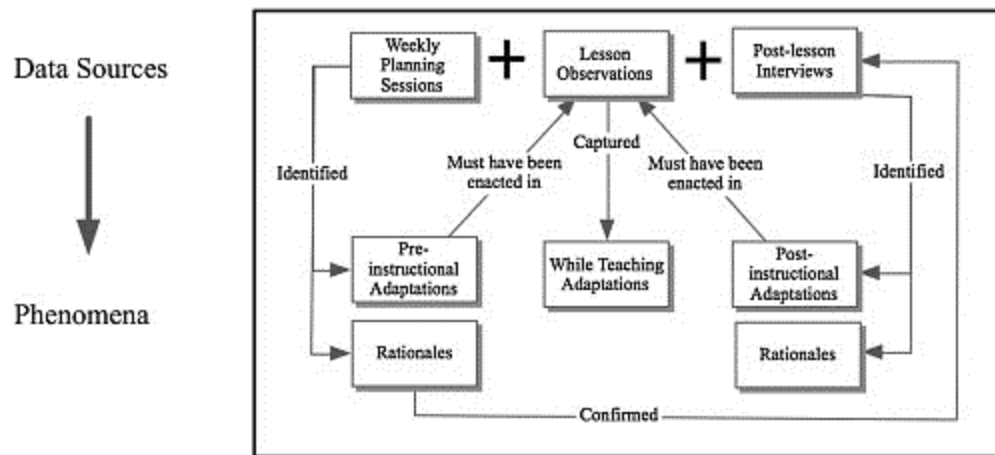 Data Sources
Weekly
Planning
Sessions
+
Lesson
Observations
+
Post-lesson
Interviews
Identified
Must have been
enacted in
Captured
Must have been
enacted in
Identified
Pre-
instructional
Adaptations
While Teaching
Adaptations
Post-
instructional
Adaptations
Phenomena
Rationales
Rationales
Confirmed